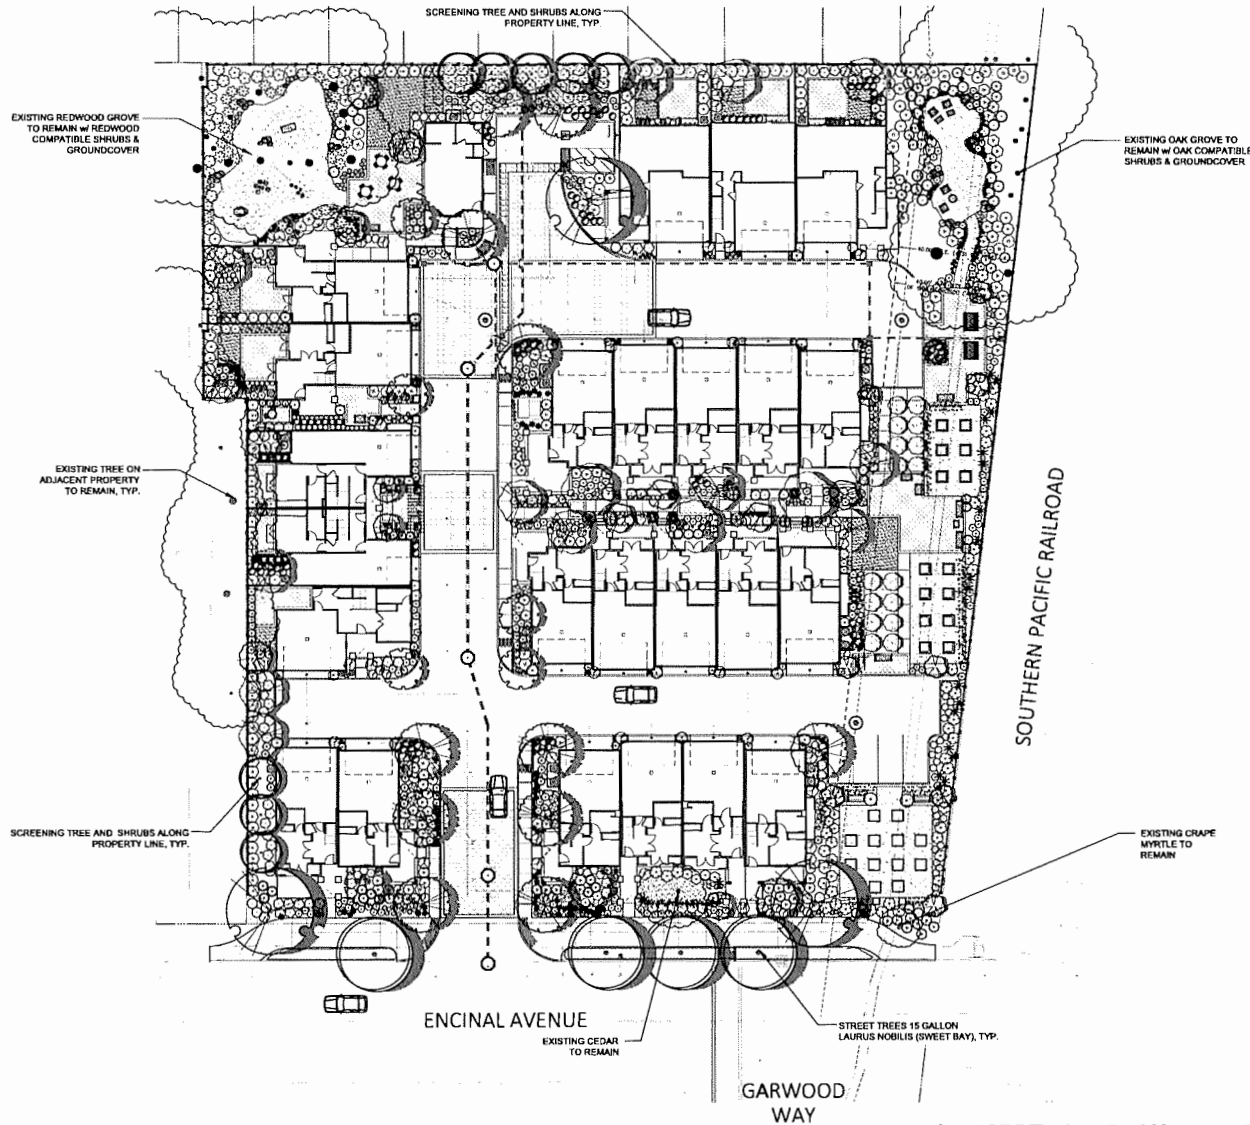 SCREENING TREE AND SHRUBS ALONG
PROPERTY LINE, TYP.
EXISTING REDWOOD GROVE
TO REMAIN w/ REDWOOD
COMPATIBLE SHRUBS &
GROUNDCOVER
EXISTING OAK GROVE TO
REMAIN w/ OAK COMPATIBLE
SHRUBS & GROUNDCOVER
EXISTING TREE ON
ADJACENT PROPERTY
TO REMAIN, TYP.
SOUTHERN PACIFIC RAILROAD
SCREENING TREE AND SHRUBS ALONG
PROPERTY LINE, TYP.
EXISTING CRAPE
MYRTLE TO
REMAIN
ENCINAL AVENUE
EXISTING CEDAR
TO REMAIN
STREET TREES 15 GALLON
LAURUS NOBILIS (SWEET BAY), TYP.
GARWOOD
WAY